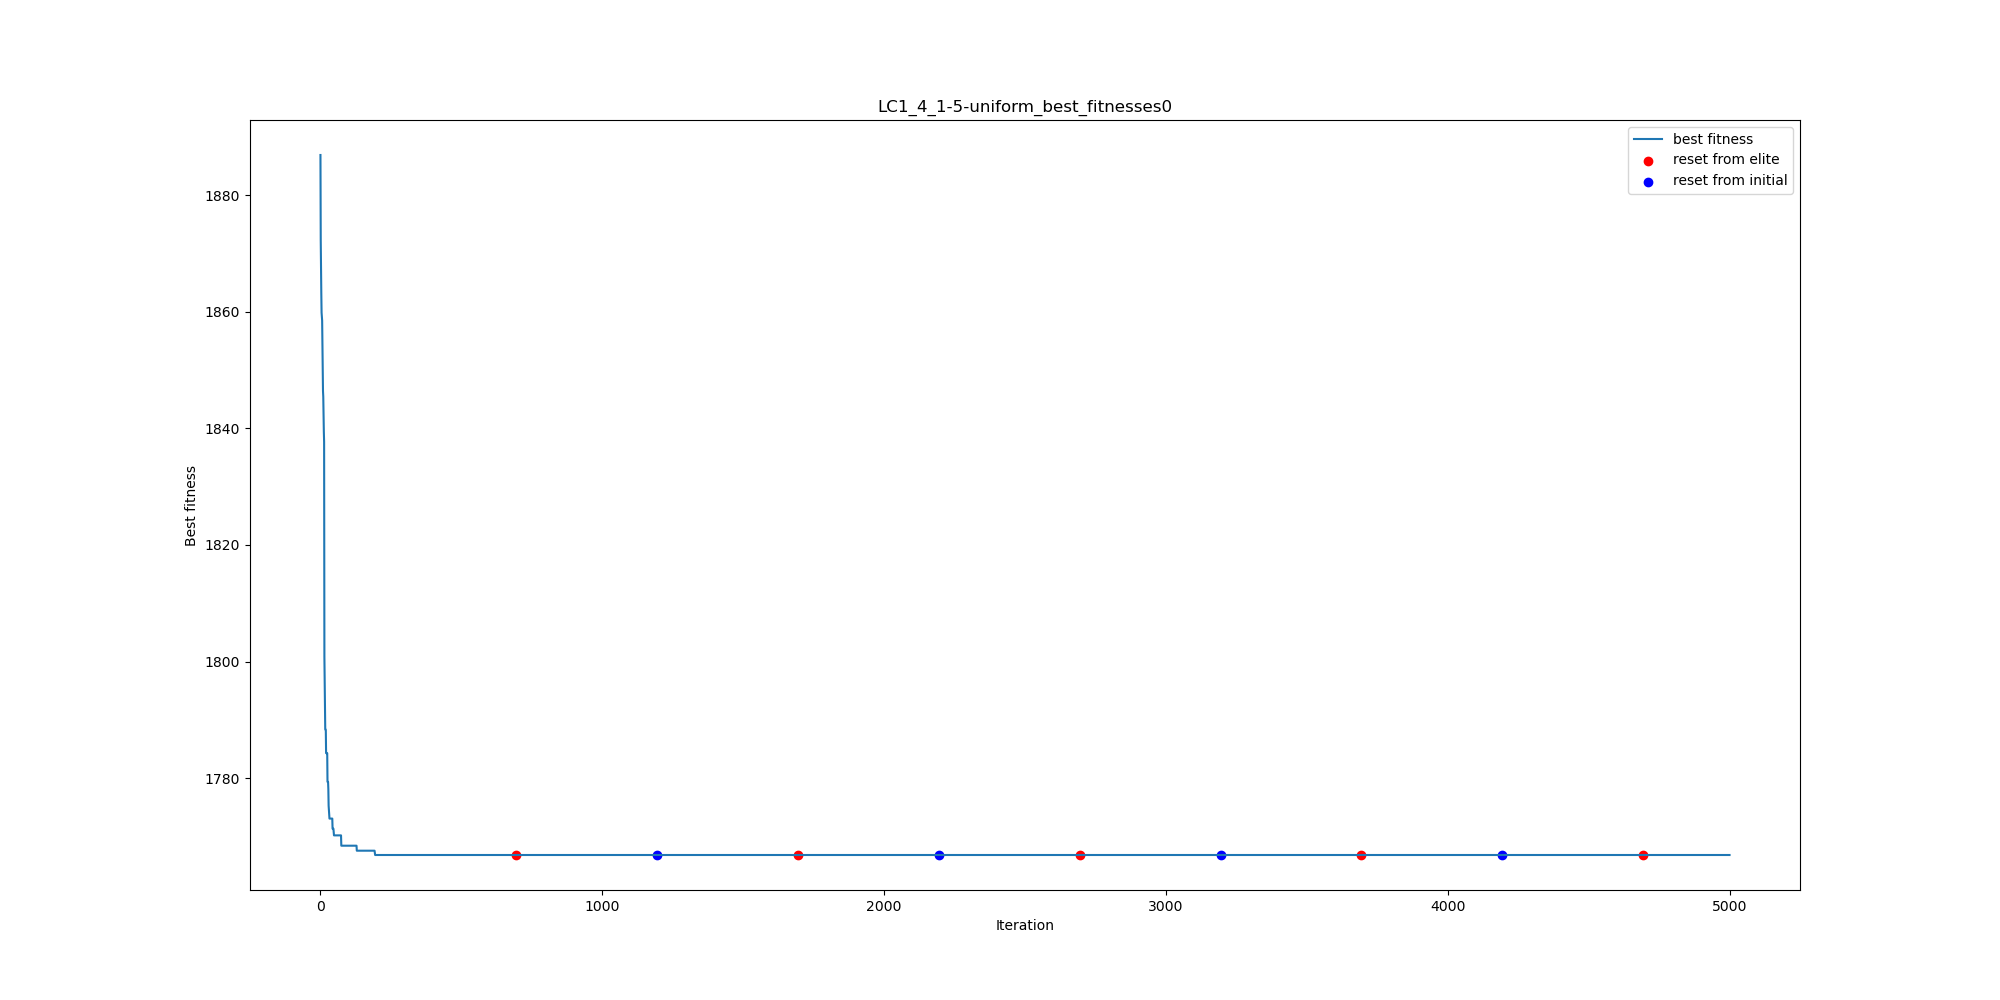 LC1_4_1-5-uniform_best_fitnesses0
best fitness
reset from elite
reset from initial
Best fitness
1880
1860
1840
1820
1800
1780
0 1000 2000 3000 4000 5000
Iteration